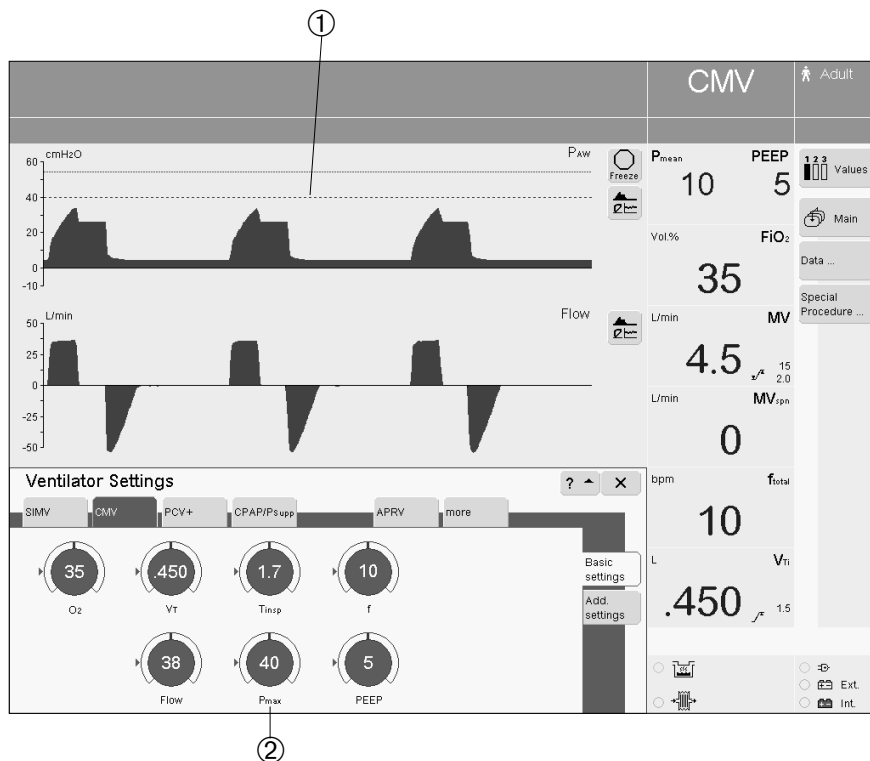 ①
CMV
Adult
cmH2O
PAW
60
40
20
0
-10
Freeze
L/min
Flow
50
25
0
-25
-50
Pmean
PEEP
10
5
Vol.%
FiO2
35
L/min
MV
4.5
15
2.0
L/min
MVspn
0
bpm
ftotal
10
L
VTi
.450
1.5
1 2 3
Values
Main
Data ...
Special
Procedure ...
Ventilator Settings
?
×
SIMV
CMV
PCV+
CPAP/Psupp
APRV
more
35
O2
.450
VT
1.7
Tinsp
10
f
38
Flow
40
Pmax
5
PEEP
Basic
settings
Add.
settings
Ext.
Int.
②